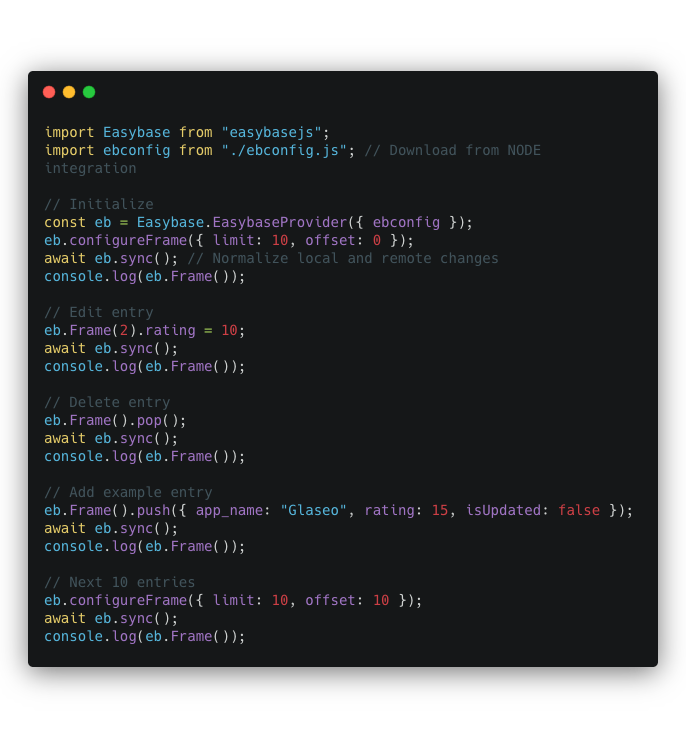 import Easybase from "easybasejs";
import ebconfig from "./ebconfig.js"; // Download from NODE
integration
// Initialize
const eb = Easybase.EasybaseProvider({ ebconfig });
eb.configureFrame({ limit: 10, offset: 0 });
await eb.sync(); // Normalize local and remote changes
console.log(eb.Frame());
// Edit entry
eb.Frame(2).rating = 10;
await eb.sync();
console.log(eb.Frame());
// Delete entry
eb.Frame().pop();
await eb.sync();
console.log(eb.Frame());
// Add example entry
eb.Frame().push({ app_name: "Glaseo", rating: 15, isUpdated: false });
await eb.sync();
console.log(eb.Frame());
// Next 10 entries
eb.configureFrame({ limit: 10, offset: 10 });
await eb.sync();
console.log(eb.Frame());